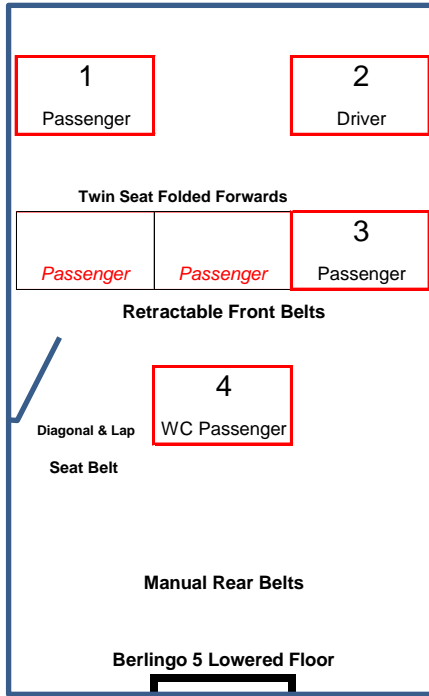 1 2
Passenger Driver
Twin Seat Folded Forwards
3
Passenger Passenger Passenger
Retractable Front Belts
4
Diagonal & Lap WC Passenger
Seat Belt
Manual Rear Belts
Berlingo 5 Lowered Floor